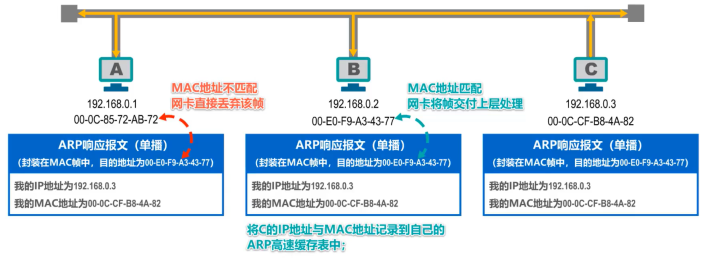 A
B
C
192.168.0.1
00-0C-85-72-AB-72
MAC地址不匹配
网卡直接丢弃该帧
192.168.0.2
00-E0-F9-A3-43-77
MAC地址匹配
网卡将帧交付上层处理
192.168.0.3
00-0C-CF-B8-4A-82
ARP响应报文（单播）
(封装在MAC帧中，目的地址为00-E0-F9-A3-43-77)
我的IP地址为192.168.0.3
我的MAC地址为00-0C-CF-B8-4A-82
ARP响应报文（单播）
(封装在MAC帧中，目的地址为00-E0-F9-A3-43-77)
我的IP地址为192.168.0.3
我的MAC地址为00-0C-CF-B8-4A-82
ARP响应报文（单播）
(封装在MAC帧中，目的地址为00-E0-F9-A3-43-77)
我的IP地址为192.168.0.3
我的MAC地址为00-0C-CF-B8-4A-82
将C的IP地址与MAC地址记录到自己的
ARP高速缓存表中；